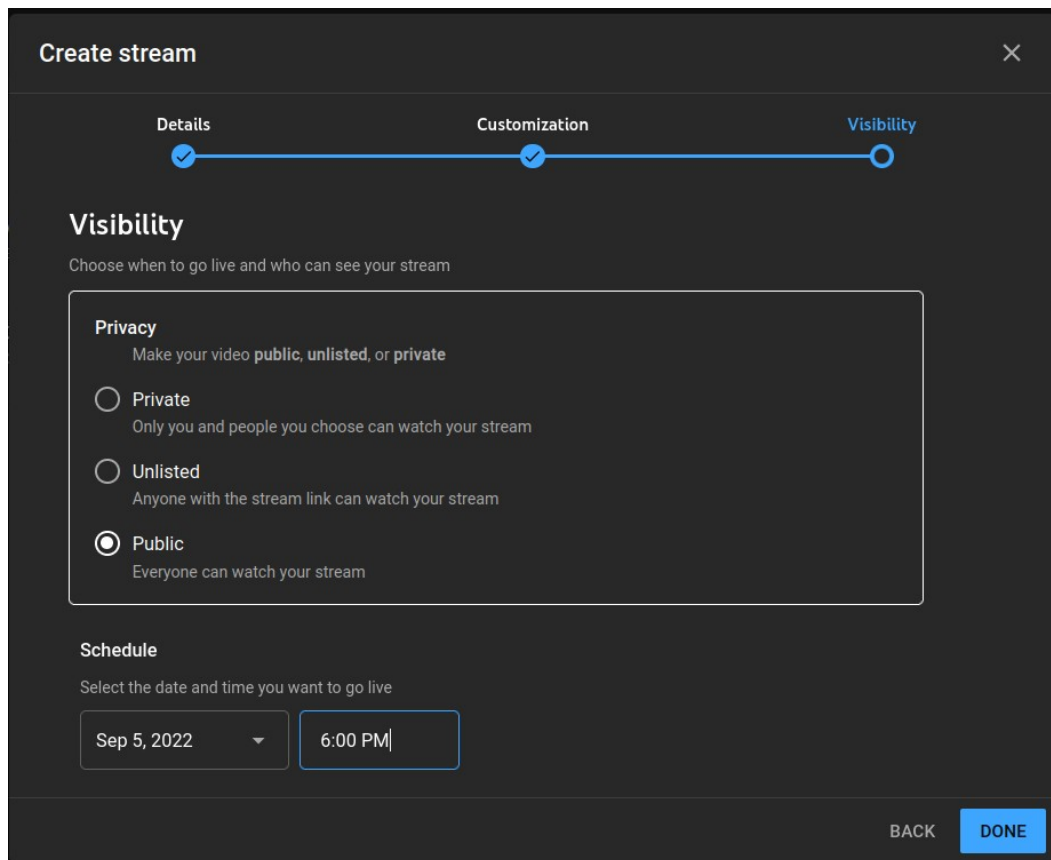 Create stream
Details
Customization
Visibility
Visibility
Choose when to go live and who can see your stream
Privacy
Make your video public, unlisted, or private
Private
Only you and people you choose can watch your stream
Unlisted
Anyone with the stream link can watch your stream
Public
Everyone can watch your stream
Schedule
Select the date and time you want to go live
Sep 5, 2022
6:00 PM
BACK
DONE